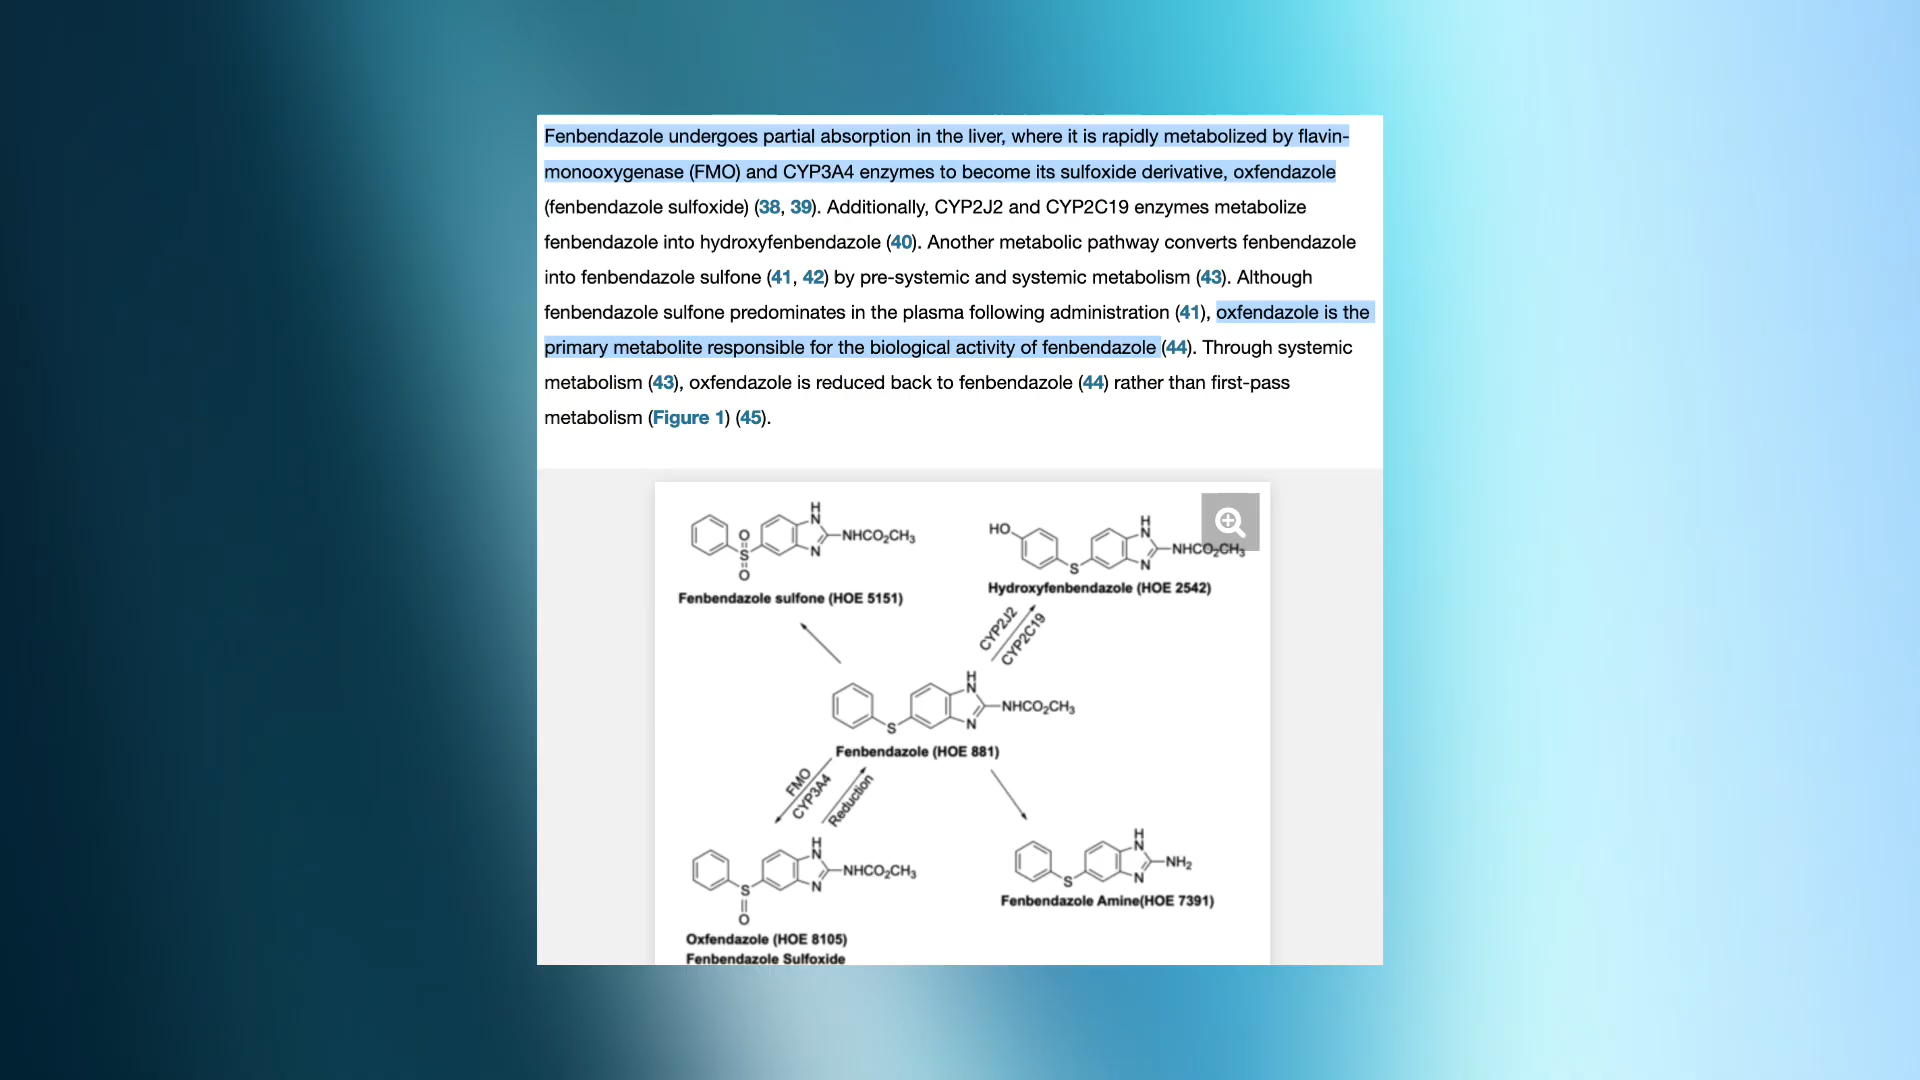 Fenbendazole undergoes partial absorption in the liver, where it is rapidly metabolized by flavin-
monooxygenase (FMO) and CYP3A4 enzymes to become its sulfoxide derivative, oxfendazole
(fenbendazole sulfoxide) (38, 39). Additionally, CYP2J2 and CYP2C19 enzymes metabolize
fenbendazole into hydroxyfenbendazole (40). Another metabolic pathway converts fenbendazole
into fenbendazole sulfone (41, 42) by pre-systemic and systemic metabolism (43). Although
fenbendazole sulfone predominates in the plasma following administration (41), oxfendazole is the
primary metabolite responsible for the biological activity of fenbendazole (44). Through systemic
metabolism (43), oxfendazole is reduced back to fenbendazole (44) rather than first-pass
metabolism (Figure 1) (45).
H
N
O
S
O
N
NHCO₂CH₃
Fenbendazole sulfone (HOE 5151)
HO
H
N
S
N
NHCO₂CH₃
Hydroxyfenbendazole (HOE 2542)
CYP2J2
CYP2C19
H
N
S
N
NHCO₂CH₃
Fenbendazole (HOE 881)
FMO
CYP3A4
Reduction
H
N
S
O
N
NHCO₂CH₃
Oxfendazole (HOE 8105)
Fenbendazole Sulfoxide
H
N
S
N
NH₂
Fenbendazole Amine(HOE 7391)